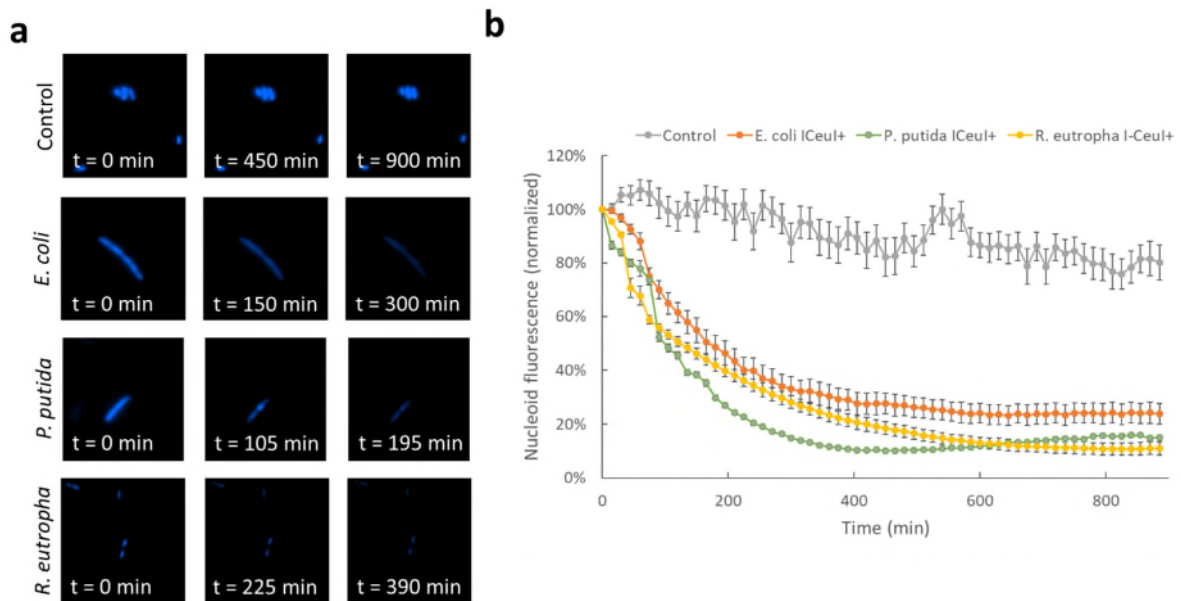 a
Control
t = 0 min
t = 450 min
t = 900 min
E. coli
t = 0 min
t = 150 min
t = 300 min
P. putida
t = 0 min
t = 105 min
t = 195 min
R. eutropha
t = 0 min
t = 225 min
t = 390 min
b
Control
E. coli ICeuI+
P. putida ICeuI+
R. eutropha I-CeuI+
Nucleoid fluorescence (normalized)
120%
100%
80%
60%
40%
20%
0%
0
200
400
600
800
Time (min)